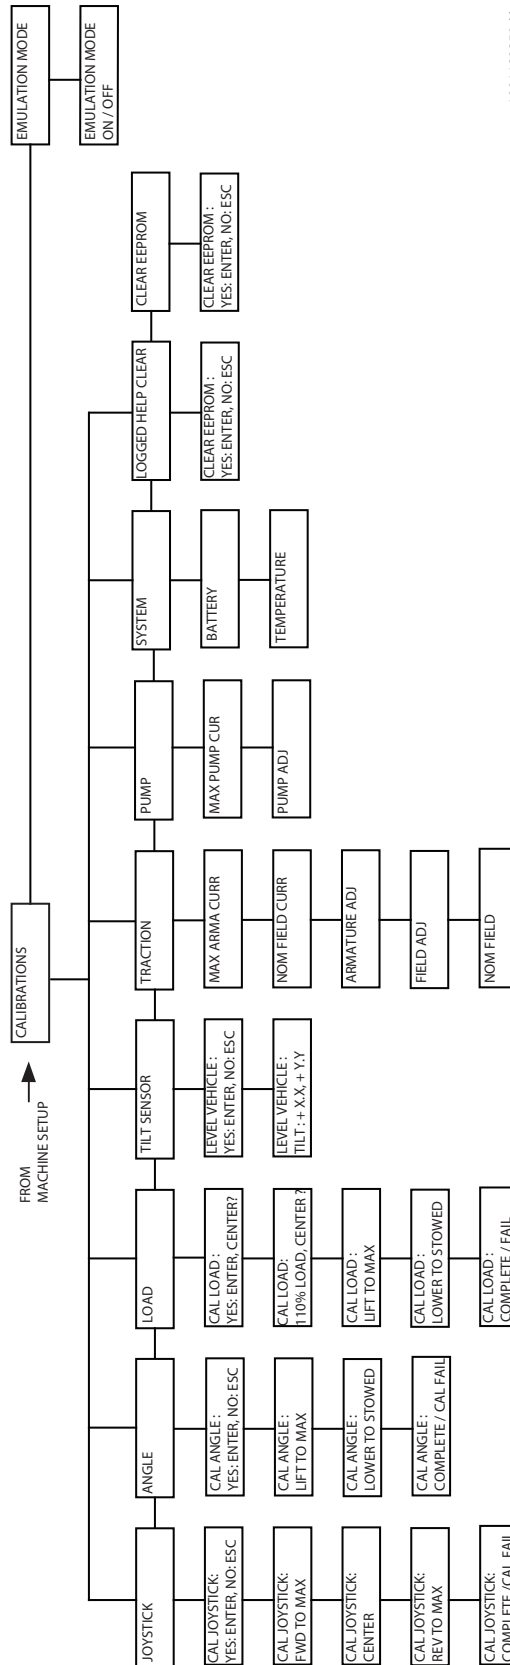 FROM
MACHINE SETUP
CALIBRATIONS
EMULATION MODE
EMULATION MODE
ON / OFF
JOYSTICK
CAL JOYSTICK:
YES: ENTER, NO: ESC
CAL JOYSTICK:
FWD TO MAX
CAL JOYSTICK:
CENTER
CAL JOYSTICK:
REV TO MAX
CAL JOYSTICK:
COMPLETE /CAL FAIL
ANGLE
CAL ANGLE :
YES: ENTER, NO: ESC
CAL ANGLE :
LIFT TO MAX
CAL ANGLE :
LOWER TO STOWED
CAL ANGLE :
COMPLETE / CAL FAIL
LOAD
CAL LOAD :
YES: ENTER, CENTER?
CAL LOAD:
110% LOAD, CENTER ?
CAL LOAD :
LIFT TO MAX
CAL LOAD :
LOWER TO STOWED
CAL LOAD :
COMPLETE / FAIL
TILT SENSOR
LEVEL VEHICLE :
YES: ENTER, NO: ESC
LEVEL VEHICLE :
TILT : + X.X, + Y.Y
TRACTION
MAX ARMA CURR
NOM FIELD CURR
ARMATURE ADJ
FIELD ADJ
NOM FIELD
PUMP
MAX PUMP CUR
PUMP ADJ
SYSTEM
BATTERY
TEMPERATURE
LOGGED HELP CLEAR
CLEAR EEPROM :
YES: ENTER, NO: ESC
CLEAR EEPROM
CLEAR EEPROM :
YES: ENTER, NO: ESC